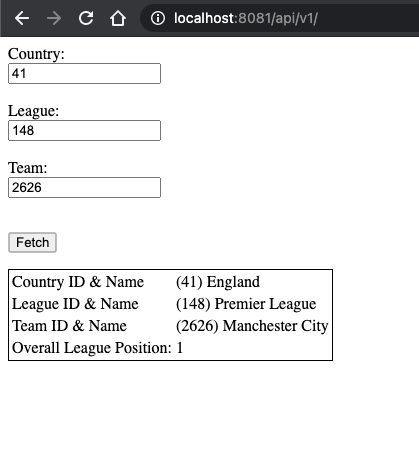 localhost:8081/api/v1/
Country:
41
League:
148
Team:
2626
Fetch
Country ID & Name (41) England
League ID & Name (148) Premier League
Team ID & Name (2626) Manchester City
Overall League Position: 1